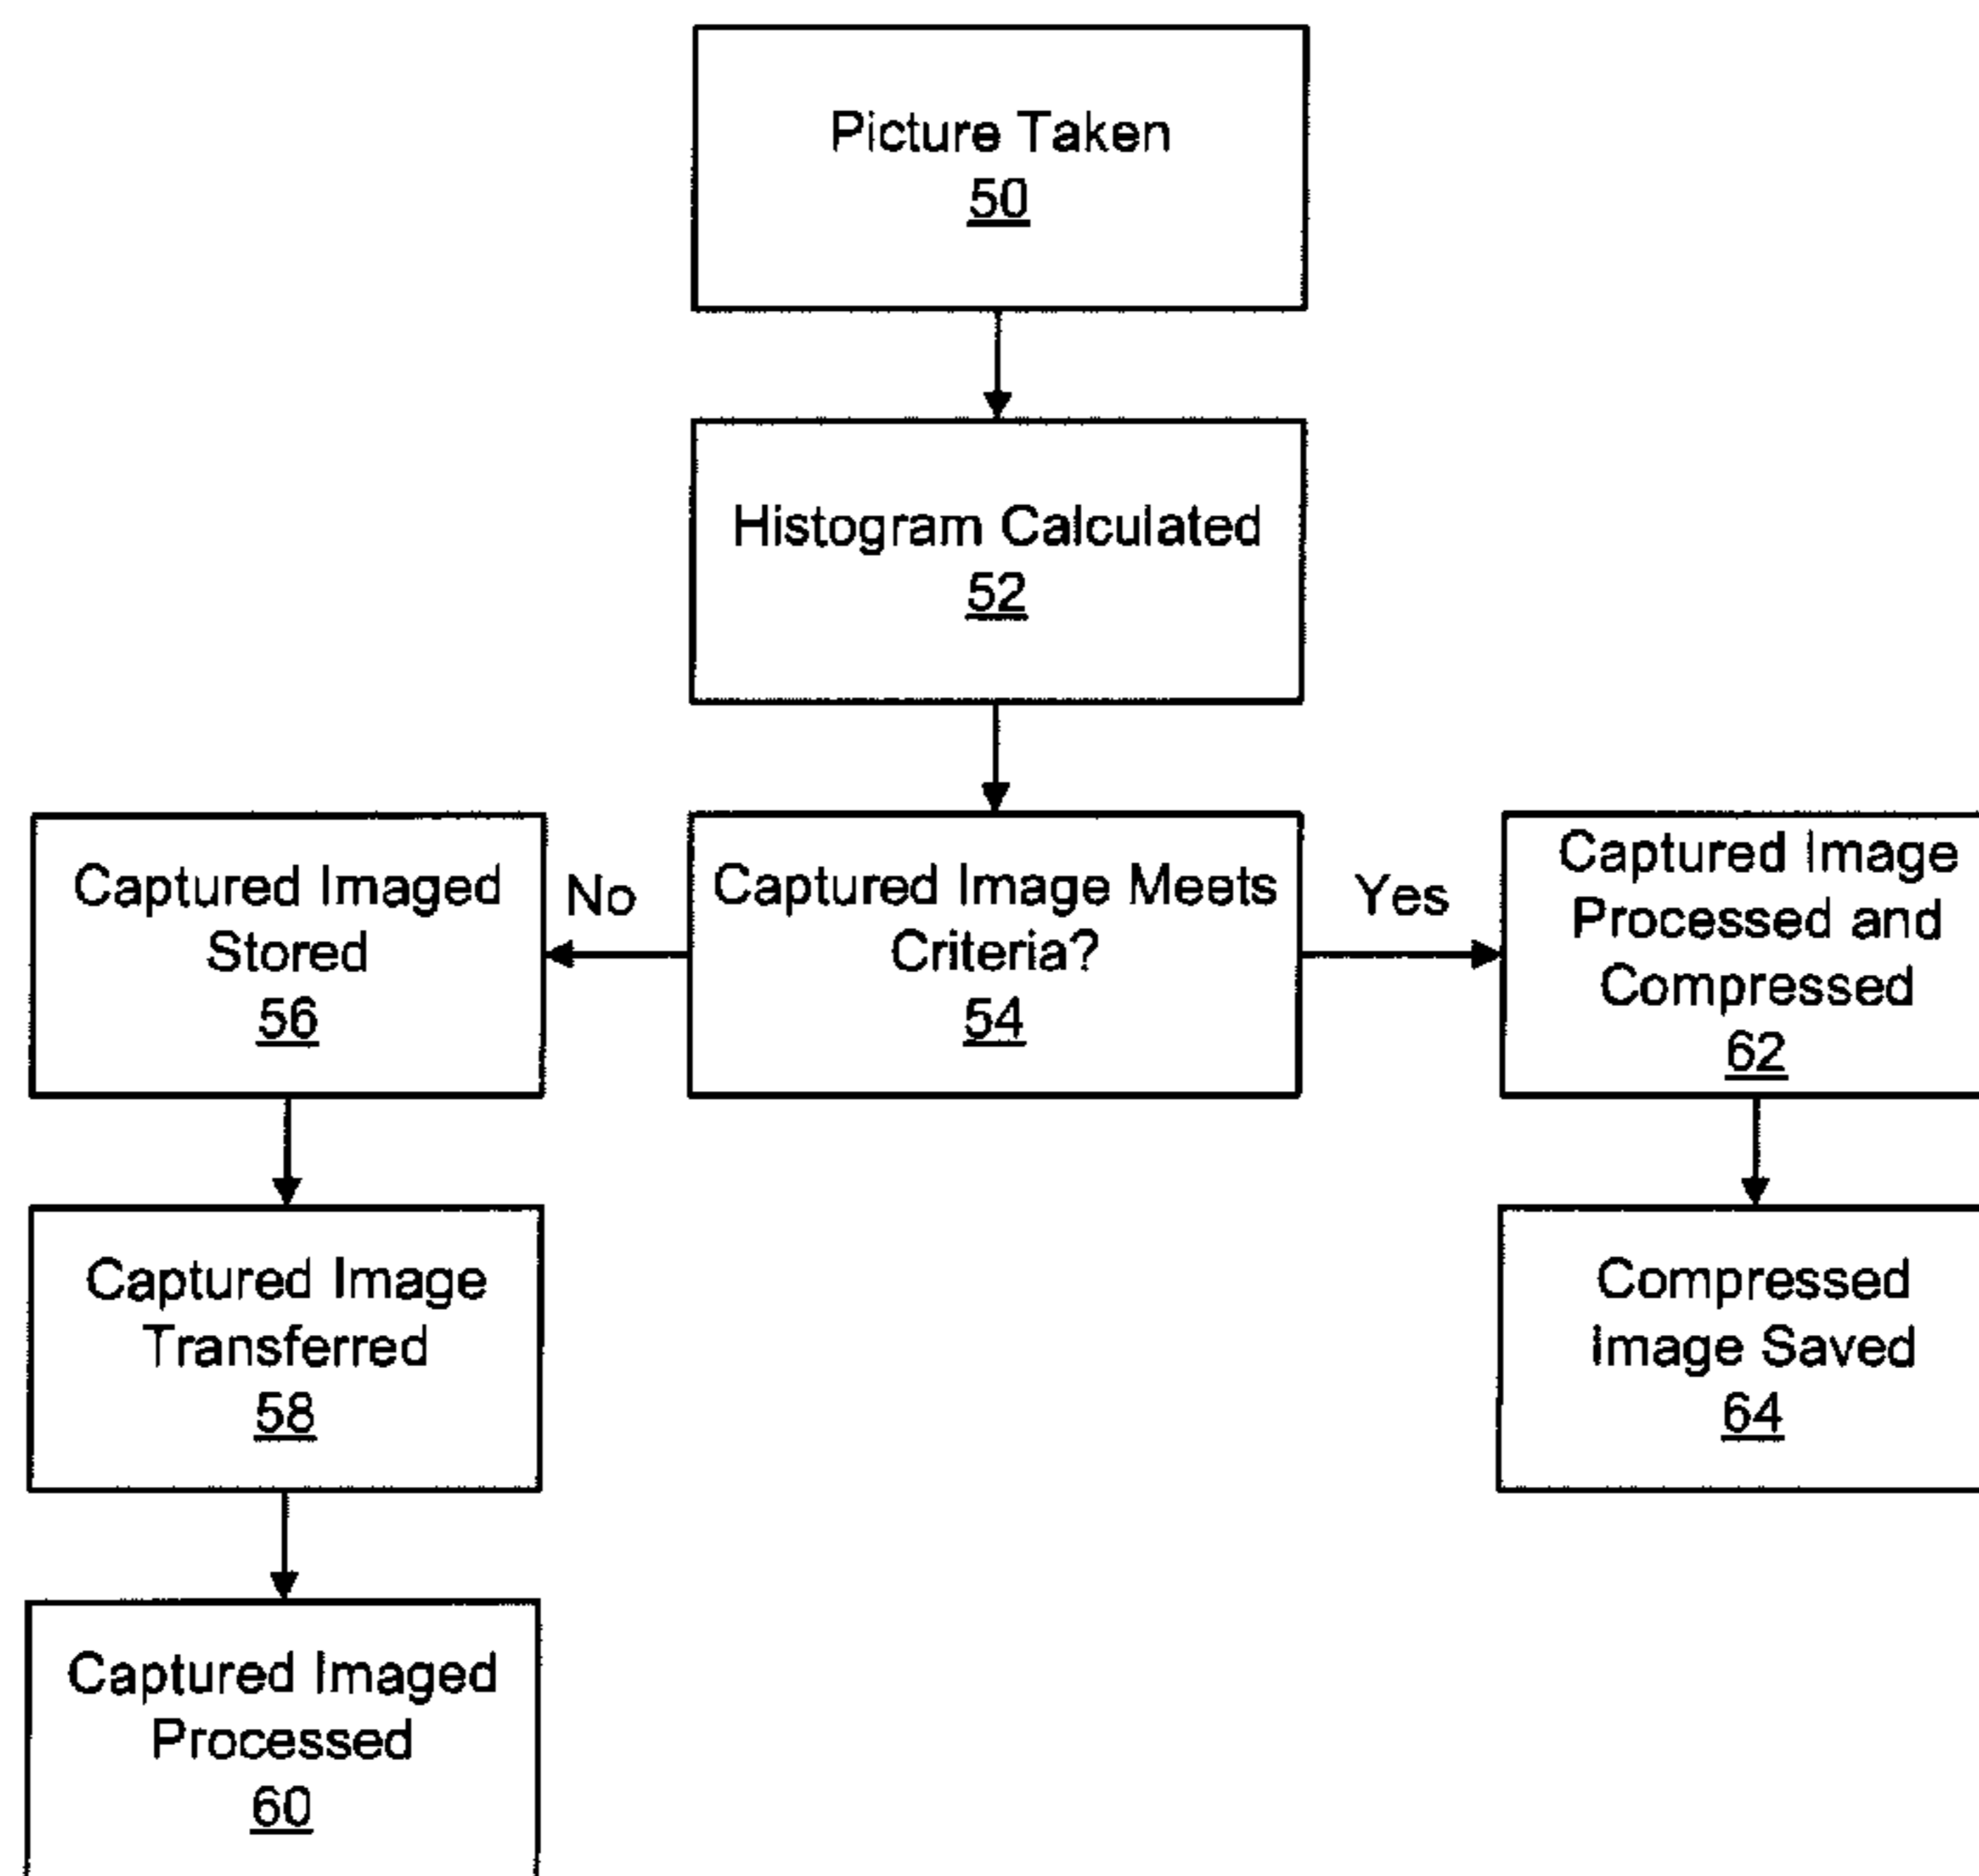 Picture Taken
50
Histogram Calculated
52
Captured Imaged
Stored
56
No
Captured Image Meets
Criteria?
54
Yes
Captured Image
Processed and
Compressed
62
Captured Image
Transferred
58
Compressed
Image Saved
64
Captured Imaged
Processed
60